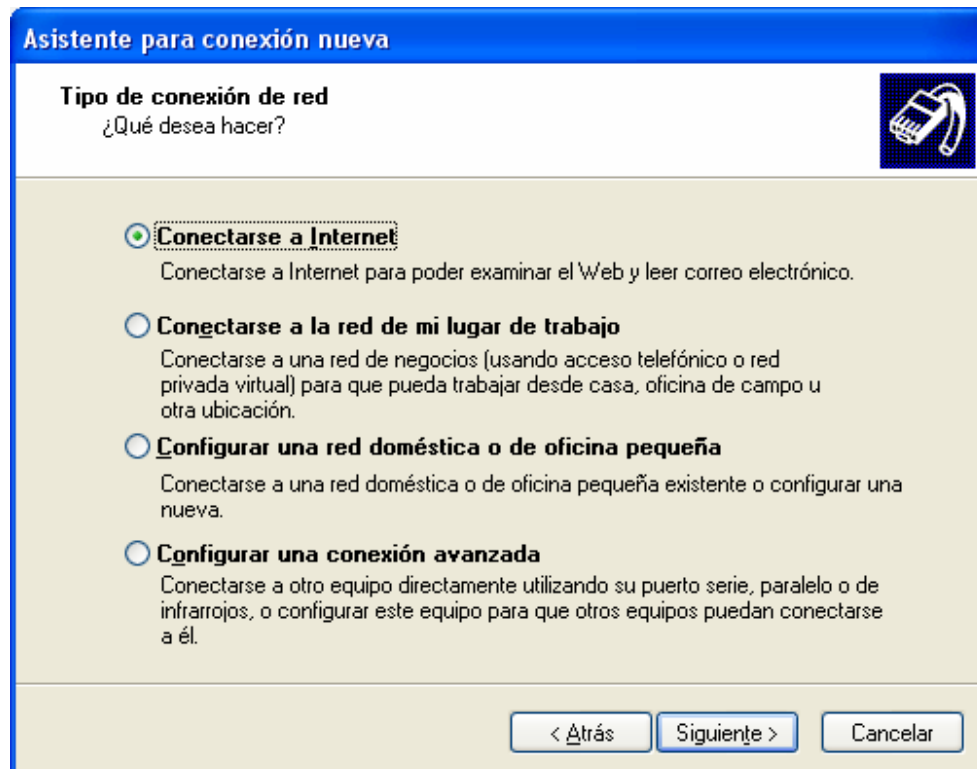 Asistente para conexión nueva
Tipo de conexión de red
¿Qué desea hacer?
Conectarse a Internet
Conectarse a Internet para poder examinar el Web y leer correo electrónico.
Conectarse a la red de mi lugar de trabajo
Conectarse a una red de negocios (usando acceso telefónico o red
privada virtual) para que pueda trabajar desde casa, oficina de campo u
otra ubicación.
Configurar una red doméstica o de oficina pequeña
Conectarse a una red doméstica o de oficina pequeña existente o configurar una
nueva.
Configurar una conexión avanzada
Conectarse a otro equipo directamente utilizando su puerto serie, paralelo o de
infrarrojos, o configurar este equipo para que otros equipos puedan conectarse
a él.
< Atrás Siguiente > Cancelar